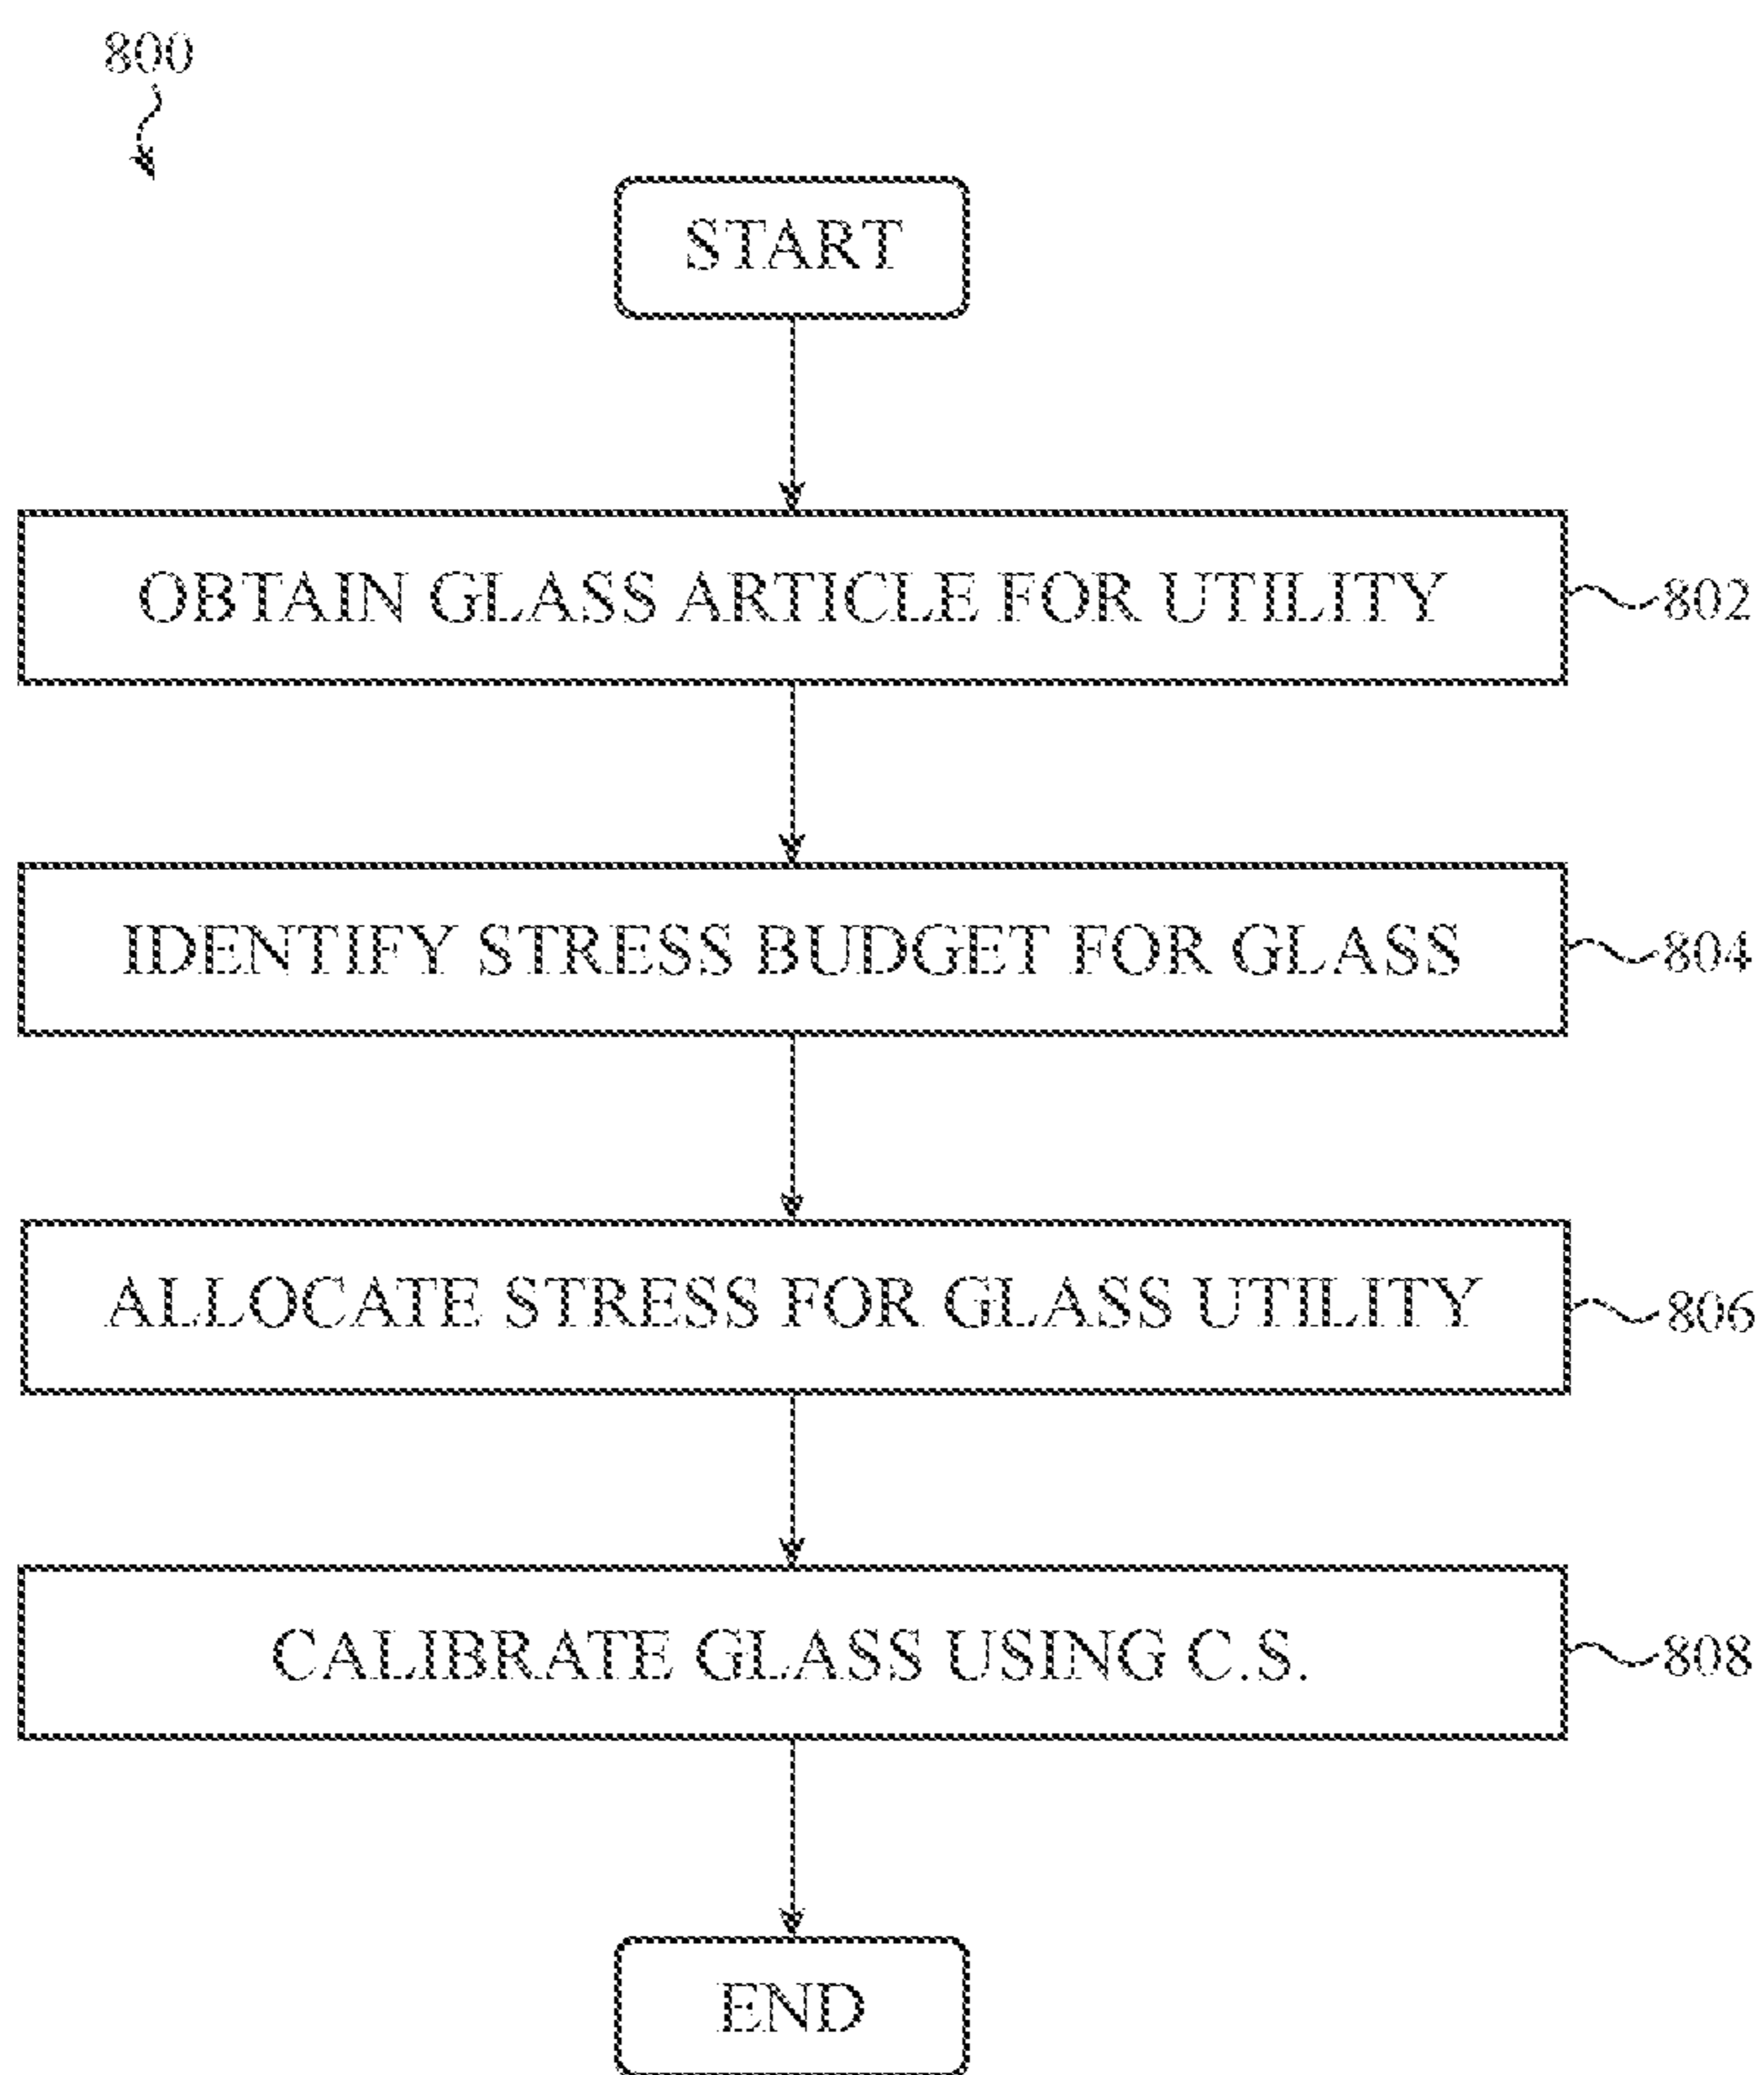 800
START
OBTAIN GLASS ARTICLE FOR UTILITY
802
IDENTIFY STRESS BUDGET FOR GLASS
804
ALLOCATE STRESS FOR GLASS UTILITY
806
CALIBRATE GLASS USING C.S.
808
END